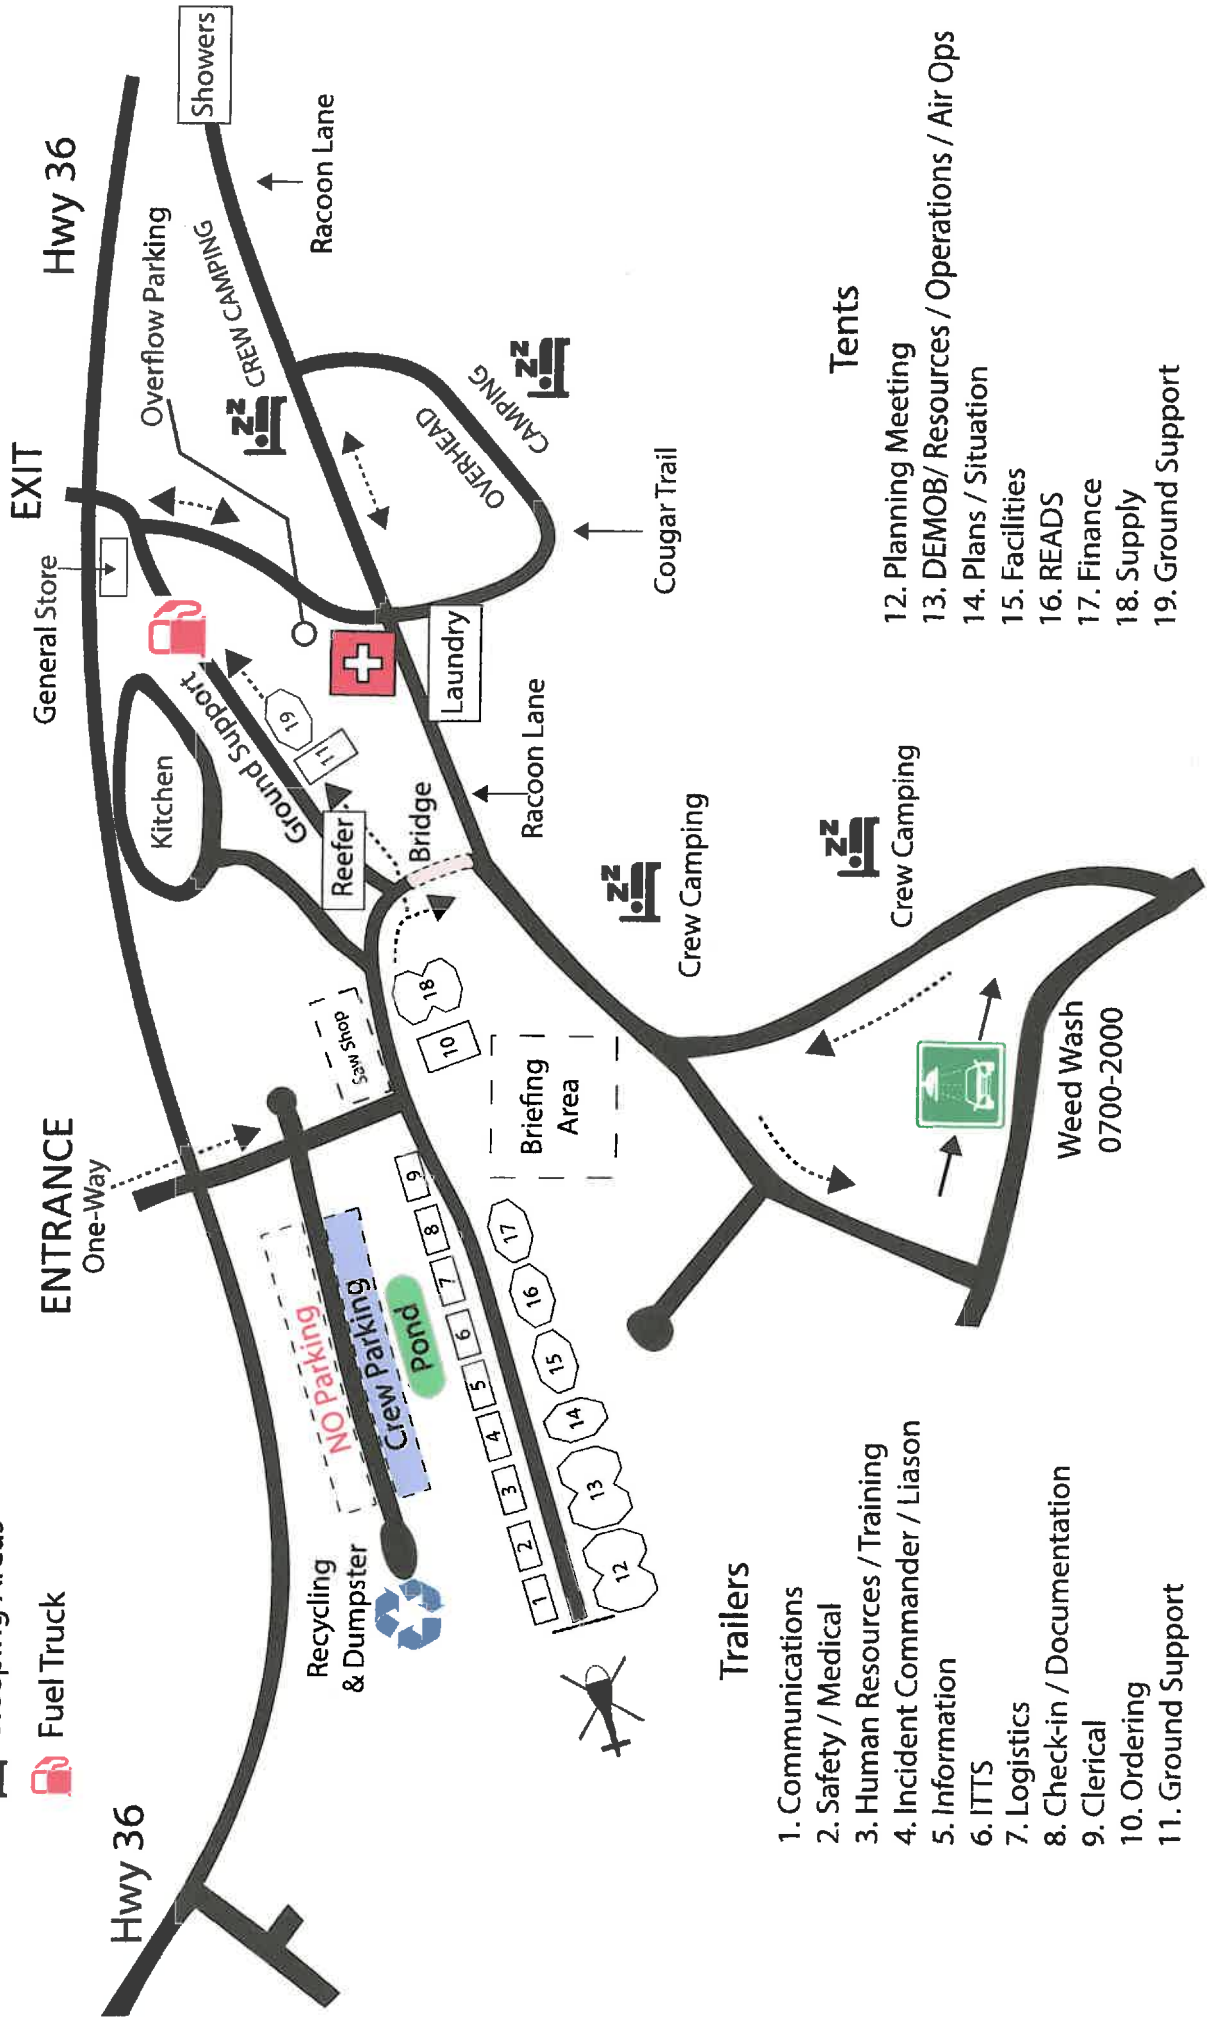 Fuel Truck
Hwy 36
ENTRANCE
One-Way
General Store
EXIT
Hwy 36
Overflow Parking
Showers
CREW CAMPING
Racoon Lane
Kitchen
Ground Support
19
11
Reefer
Bridge
Laundry
OVERHEAD
CAMPING
Cougar Trail
Racoon Lane
Saw Shop
NO Parking
Crew Parking
Pond
Recycling
& Dumpster
1
2
3
4
5
6
7
8
9
10
18
12
13
14
15
16
17
Briefing
Area
Crew Camping
Crew Camping
Weed Wash
0700-2000
Trailers
1. Communications
2. Safety / Medical
3. Human Resources / Training
4. Incident Commander / Liason
5. Information
6. ITTS
7. Logistics
8. Check-in / Documentation
9. Clerical
10. Ordering
11. Ground Support
Tents
12. Planning Meeting
13. DEMOB/ Resources / Operations / Air Ops
14. Plans / Situation
15. Facilities
16. READS
17. Finance
18. Supply
19. Ground Support